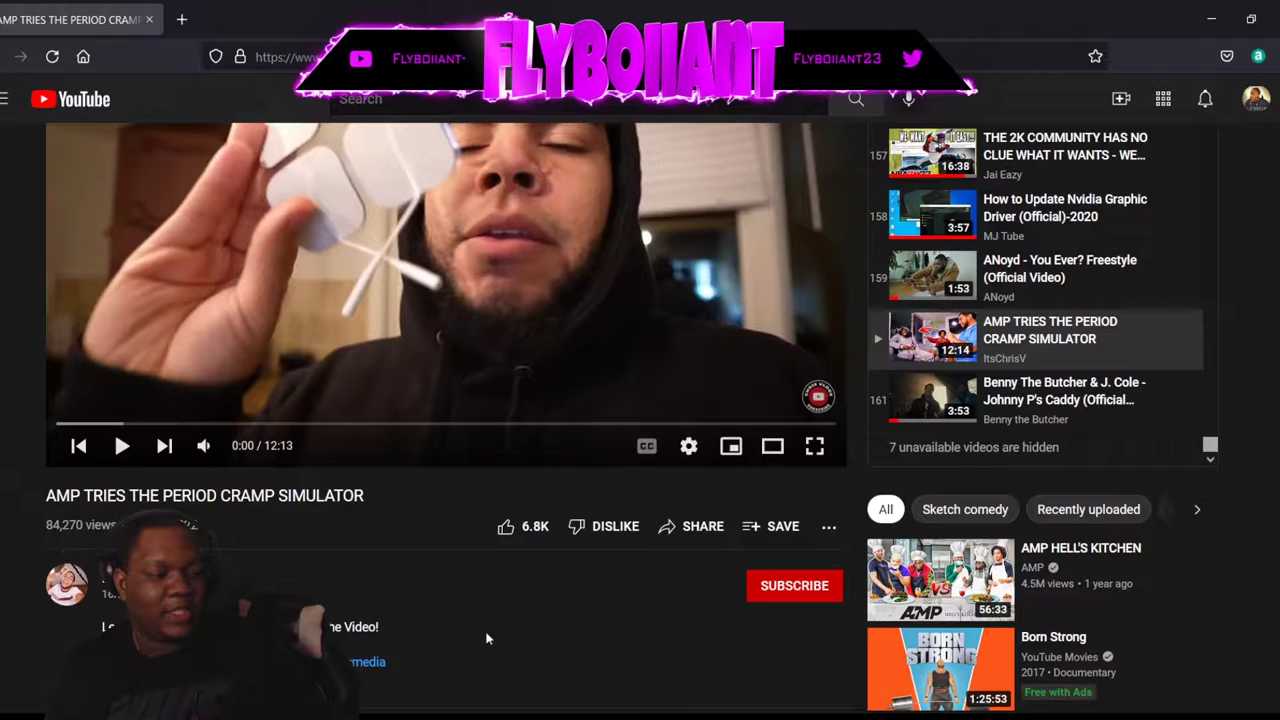 AMP TRIES THE PERIOD CRAMP
https://www
Flyboiiant-
FLYBOIIANT
Flyboiiant23
YouTube
Search
157
THE 2K COMMUNITY HAS NO
CLUE WHAT IT WANTS - WE...
Jai Eazy
16:38
158
How to Update Nvidia Graphic
Driver (Official)-2020
MJ Tube
3:57
159
ANoyd - You Ever? Freestyle
(Official Video)
ANoyd
1:53
AMP TRIES THE PERIOD
CRAMP SIMULATOR
ItsChrisV
12:14
161
Benny The Butcher & J. Cole -
Johnny P's Caddy (Official...
Benny the Butcher
3:53
7 unavailable videos are hidden
0:00 / 12:13
CC
AMP TRIES THE PERIOD CRAMP SIMULATOR
84,270 views
6.8K
DISLIKE
SHARE
SAVE
SUBSCRIBE
ne Video!
media
All
Sketch comedy
Recently uploaded
AMP HELL'S KITCHEN
AMP
4.5M views • 1 year ago
AMP
56:33
Born Strong
YouTube Movies
2017 • Documentary
Free with Ads
BORN
STRONG
1:25:53